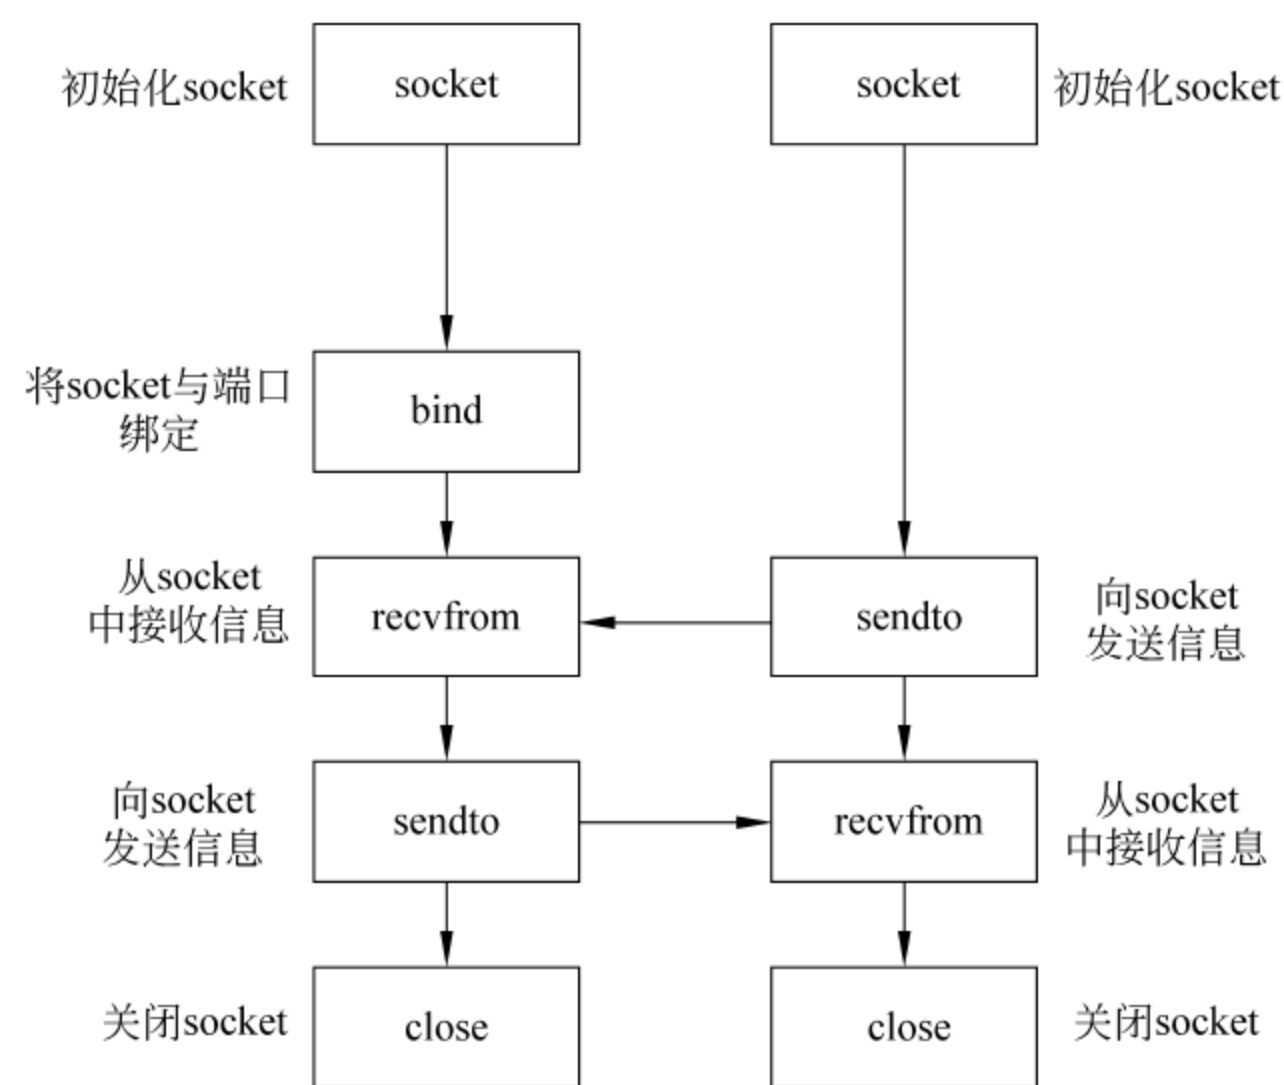 初始化socket
socket
socket
初始化socket
将socket与端口
绑定
bind
从socket
中接收信息
recvfrom
sendto
向socket
发送信息
向socket
发送信息
sendto
recvfrom
从socket
中接收信息
关闭socket
close
close
关闭socket